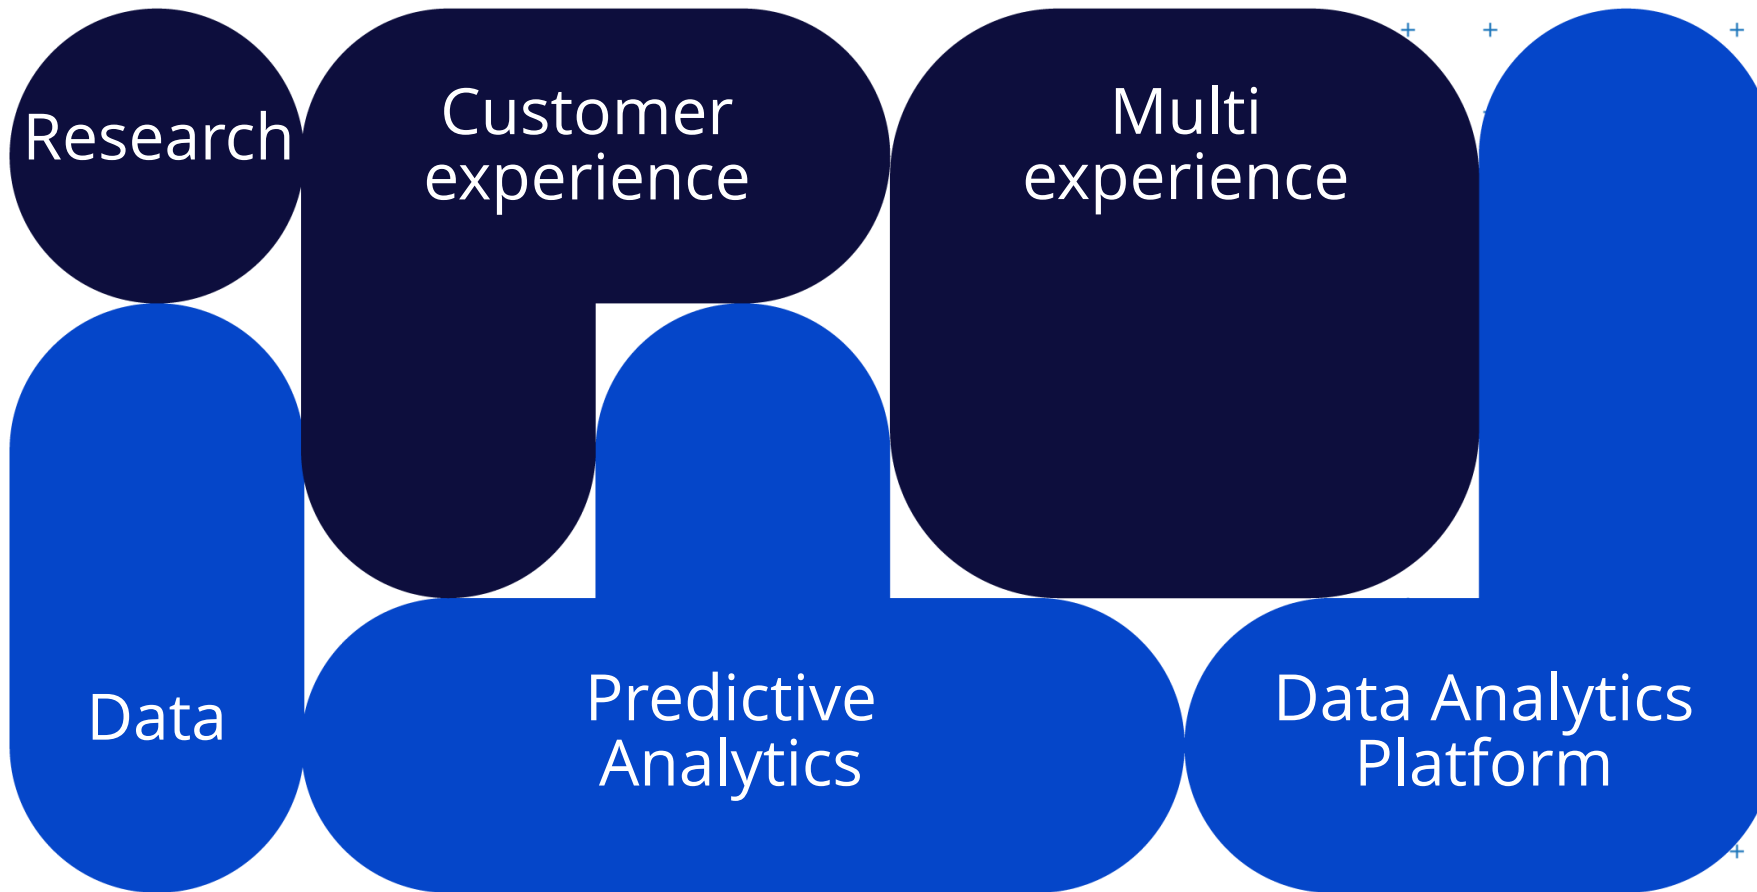 Research
Customer
experience
Multi
experience
Data
Predictive
Analytics
Data Analytics
Platform